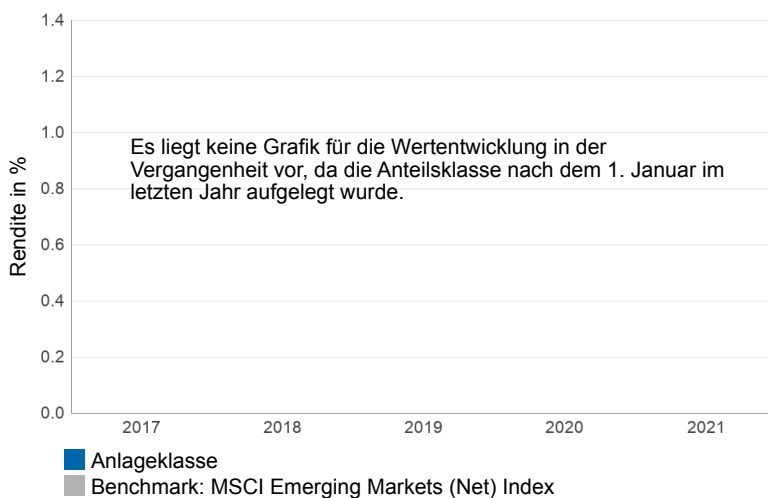 1.4
1.2
1.0
0.8
0.6
0.4
0.2
0.0
Rendite in %
Es liegt keine Grafik für die Wertentwicklung in der
Vergangenheit vor, da die Anteilsklasse nach dem 1. Januar im
letzten Jahr aufgelegt wurde.
2017 2018 2019 2020 2021
Anlageklasse
Benchmark: MSCI Emerging Markets (Net) Index